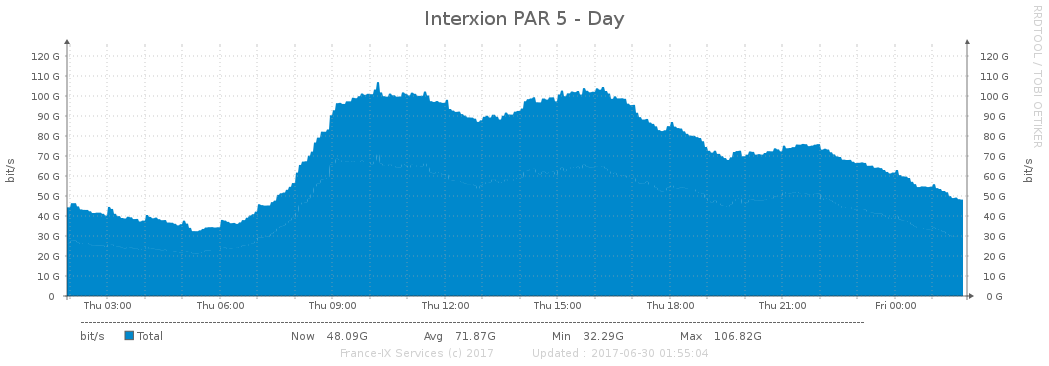 Interxion PAR 5 - Day
RRDTOOL / TOBI OETIKER
bit/s
bit/s
120 G 120 G
110 G 110 G
100 G 100 G
90 G 90 G
80 G 80 G
70 G 70 G
60 G 60 G
50 G 50 G
40 G 40 G
30 G 30 G
20 G 20 G
10 G 10 G
0 0 G
Thu 03:00 Thu 06:00 Thu 09:00 Thu 12:00 Thu 15:00 Thu 18:00 Thu 21:00 Fri 00:00
bit/s Total Now 48.09G Avg 71.87G Min 32.29G Max 106.82G
France-IX Services (c) 2017 Updated : 2017-06-30 01:55:04